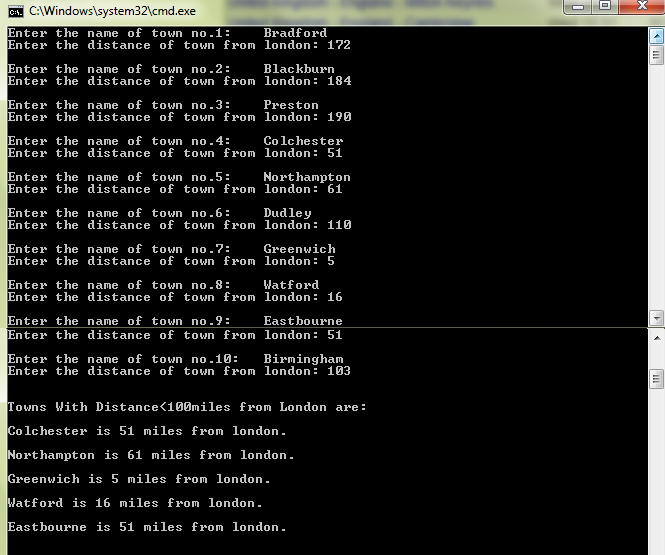 C:\Windows\system32\cmd.exe
Enter the name of town no.1: Bradford
Enter the distance of town from london: 172
Enter the name of town no.2: Blackburn
Enter the distance of town from london: 184
Enter the name of town no.3: Preston
Enter the distance of town from london: 190
Enter the name of town no.4: Colchester
Enter the distance of town from london: 51
Enter the name of town no.5: Northampton
Enter the distance of town from london: 61
Enter the name of town no.6: Dudley
Enter the distance of town from london: 110
Enter the name of town no.7: Greenwich
Enter the distance of town from london: 5
Enter the name of town no.8: Watford
Enter the distance of town from london: 16
Enter the name of town no.9: Eastbourne
Enter the distance of town from london: 51
Enter the name of town no.10: Birmingham
Enter the distance of town from london: 103
Towns With Distance<100miles from London are:
Colchester is 51 miles from london.
Northampton is 61 miles from london.
Greenwich is 5 miles from london.
Watford is 16 miles from london.
Eastbourne is 51 miles from london.